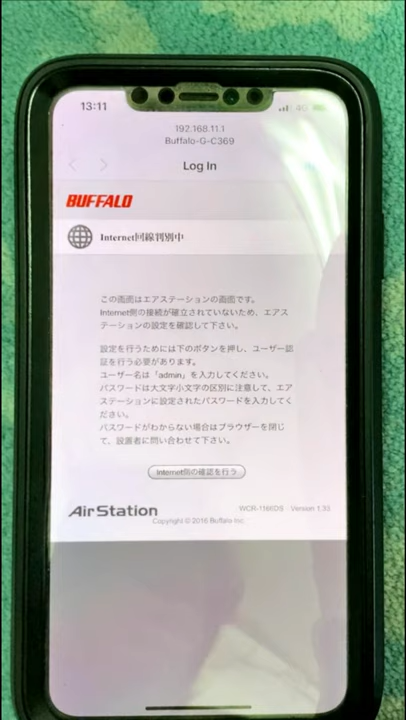 13:11
4G
192.168.11.1
Buffalo-G-C369
Log In
BUFFALO
Internet回線判別中
この画面はエアステーションの画面です。
Internet側の接続が確立されていないため、エアス
テーションの設定を確認して下さい。
設定を行うためには下のボタンを押し、ユーザー認
証を行う必要があります。
ユーザー名は「admin」を入力してください。
パスワードは大文字小文字の区別に注意して、エア
ステーションに設定されたパスワードを入力してく
ださい。
パスワードがわからない場合はブラウザーを閉じ
て、設置者に問い合わせて下さい。
Internet側の確認を行う
AirStation
WCR-1166DS Version 1.33
Copyright © 2016 Buffalo Inc.